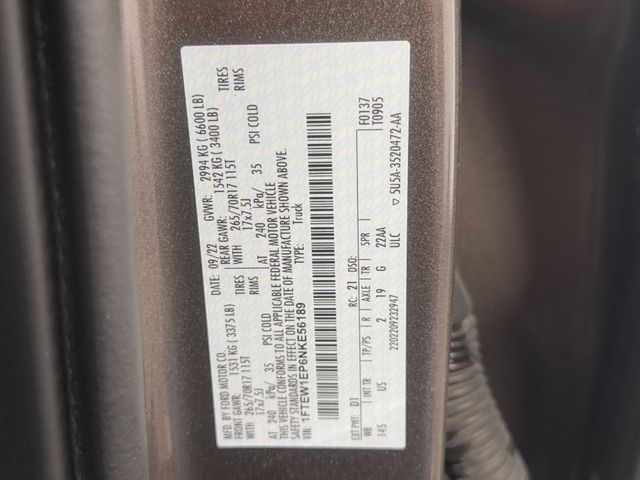 MFD. BY FORD MOTOR CO.
DATE: 09/22 GVWR: 2994 KG ( 6600 LB)
FRONT GAWR: 1531 KG ( 3375 LB) REAR GAWR: 1542 KG ( 3400 LB)
WITH 265/70R17 115T TIRES WITH 265/70R17 115T TIRES
17x7.5J RIMS 17x7.5J RIMS
AT 240 kPa/ 35 PSI COLD AT 240 kPa/ 35 PSI COLD
THIS VEHICLE CONFORMS TO ALL APPLICABLE FEDERAL MOTOR VEHICLE
SAFETY STANDARDS IN EFFECT ON THE DATE OF MANUFACTURE SHOWN ABOVE.
VIN: 1FTEW1EP6NKE56189 TYPE: Truck
F0137
T0905
EXT PNT: D1 RC: 21 DSO:
WB INT TR TP/PS R AXLE TR SPR
145 US 2 19 G 22AA
2202209232947 ULC ▽ 5U5A-3520472-AA